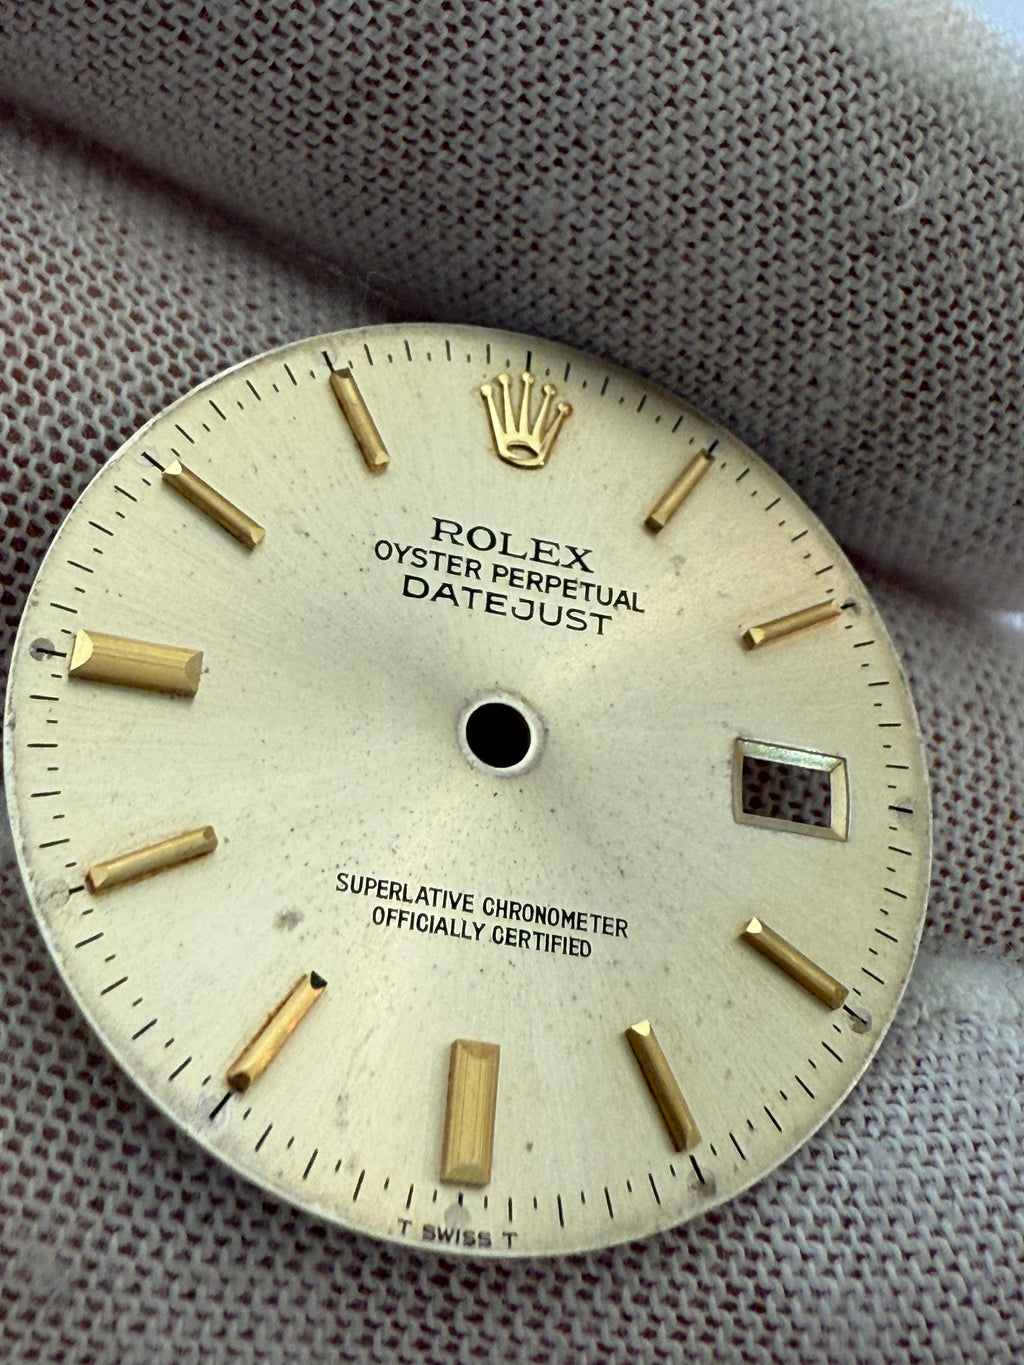 ROLEX
OYSTER PERPETUAL
DATEJUST
SUPERLATIVE CHRONOMETER
OFFICIALLY CERTIFIED
T SWISS T